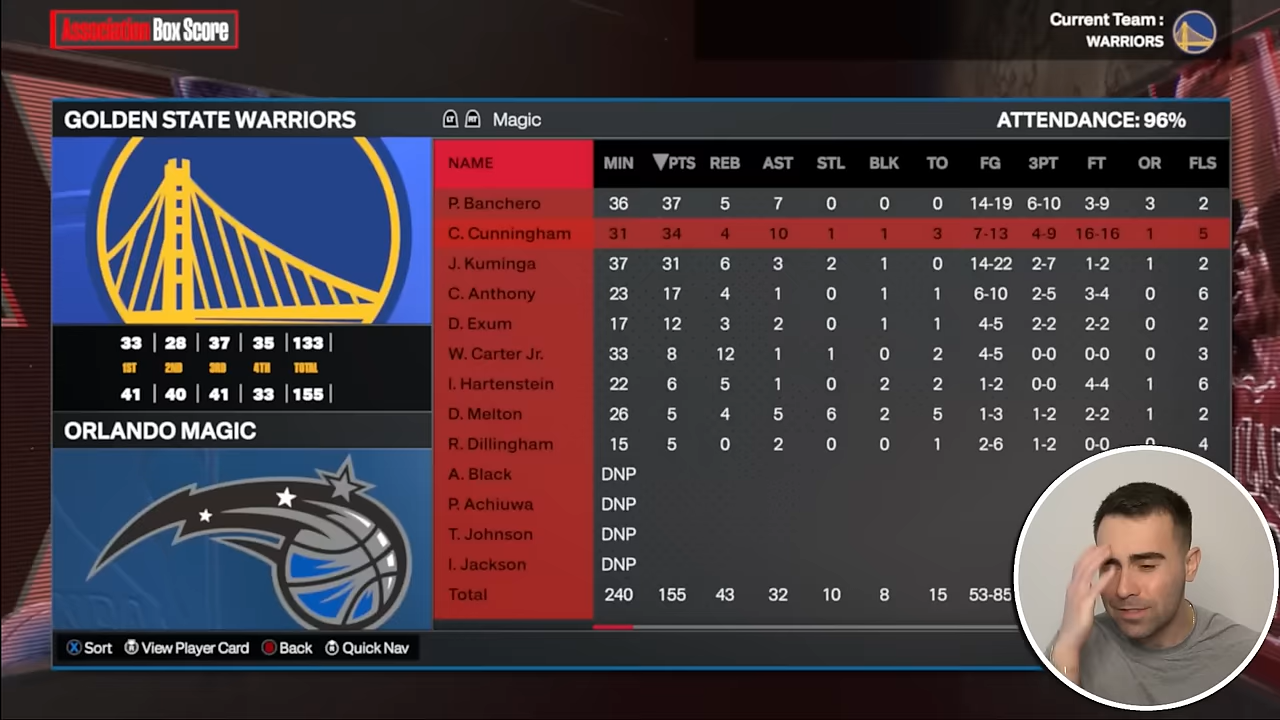 Association Box Score
Current Team :
WARRIORS
GOLDEN STATE WARRIORS
LT RT Magic
ATTENDANCE: 96%
NAME MIN PTS REB AST STL BLK TO FG 3PT FT OR FLS
P. Banchero 36 37 5 7 0 0 0 14-19 6-10 3-9 3 2
C. Cunningham 31 34 4 10 1 1 3 7-13 4-9 16-16 1 5
J. Kuminga 37 31 6 3 2 1 0 14-22 2-7 1-2 1 2
C. Anthony 23 17 4 1 0 1 1 6-10 2-5 3-4 0 6
D. Exum 17 12 3 2 0 1 1 4-5 2-2 2-2 0 2
W. Carter Jr. 33 8 12 1 1 0 2 4-5 0-0 0-0 0 3
I. Hartenstein 22 6 5 1 0 2 2 1-2 0-0 4-4 1 6
D. Melton 26 5 4 5 6 2 5 1-3 1-2 2-2 1 2
R. Dillingham 15 5 0 2 0 0 1 2-6 1-2 0-0 0 4
A. Black DNP
P. Achiuwa DNP
T. Johnson DNP
I. Jackson DNP
Total 240 155 43 32 10 8 15 53-85
33 28 37 35 133
1ST 2ND 3RD 4TH TOTAL
41 40 41 33 155
ORLANDO MAGIC
X Sort View Player Card Back Quick Nav